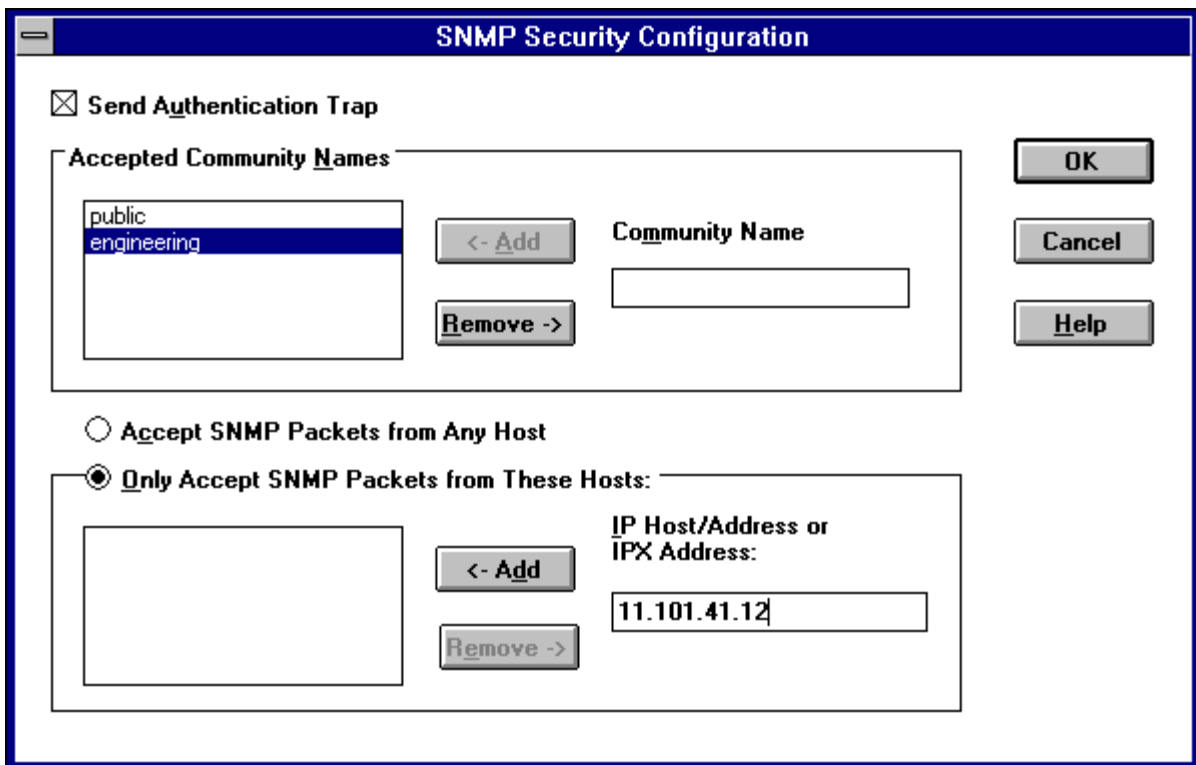 SNMP Security Configuration
Send Authentication Trap
Accepted Community Names
public
engineering
<- Add
Remove ->
Community Name
OK
Cancel
Help
Accept SNMP Packets from Any Host
Only Accept SNMP Packets from These Hosts:
<- Add
Remove ->
IP Host/Address or
IPX Address:
11.101.41.12